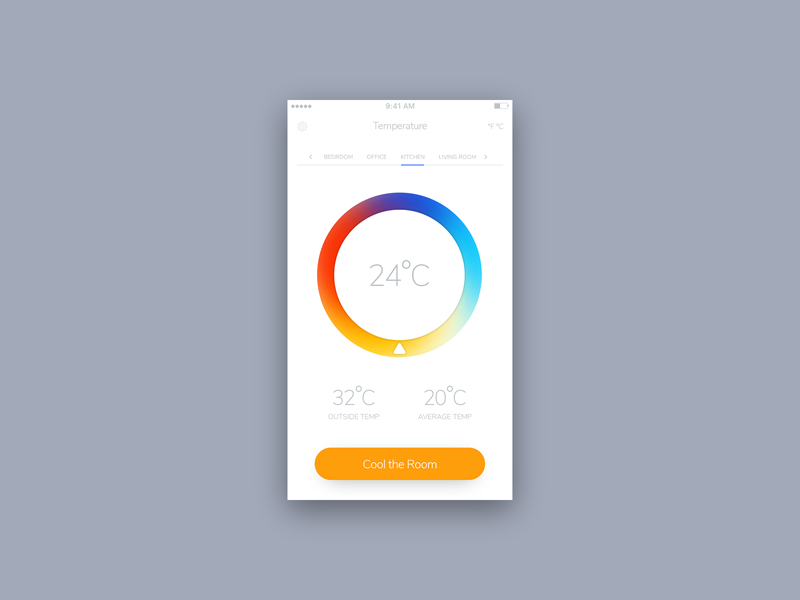 9:41 AM
Temperature
°F °C
BEDROOM OFFICE KITCHEN LIVING ROOM
24°C
32°C 20°C
OUTSIDE TEMP AVERAGE TEMP
Cool the Room